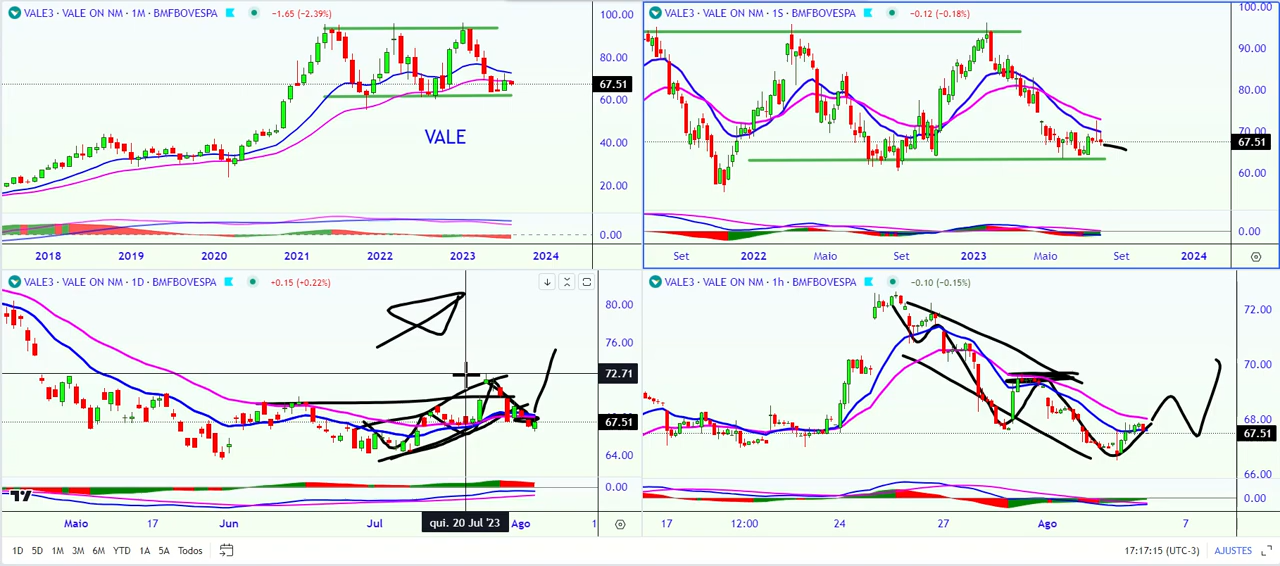 VALE3 · VALE ON NM · 1M · BMFBOVESPA −1.65 (−2.39%)
100.00
80.00
67.51
60.00
40.00
20.00
0.00
VALE
2018 2019 2020 2021 2022 2023 2024
VALE3 · VALE ON NM · 1S · BMFBOVESPA −0.12 (−0.18%)
100.00
90.00
80.00
70.00
67.51
60.00
0.00
Set 2022 Maio Set 2023 Maio Set 2024
VALE3 · VALE ON NM · 1D · BMFBOVESPA +0.15 (+0.22%)
80.00
76.00
72.71
67.51
64.00
0.00
Maio 17 Jun Jul qui. 20 Jul '23 Ago 1
VALE3 · VALE ON NM · 1h · BMFBOVESPA −0.10 (−0.15%)
72.00
70.00
68.00
67.51
66.00
0.00
17 12:00 24 27 Ago 7
1D 5D 1M 3M 6M YTD 1A 5A Todos 17:17:15 (UTC-3) AJUSTES